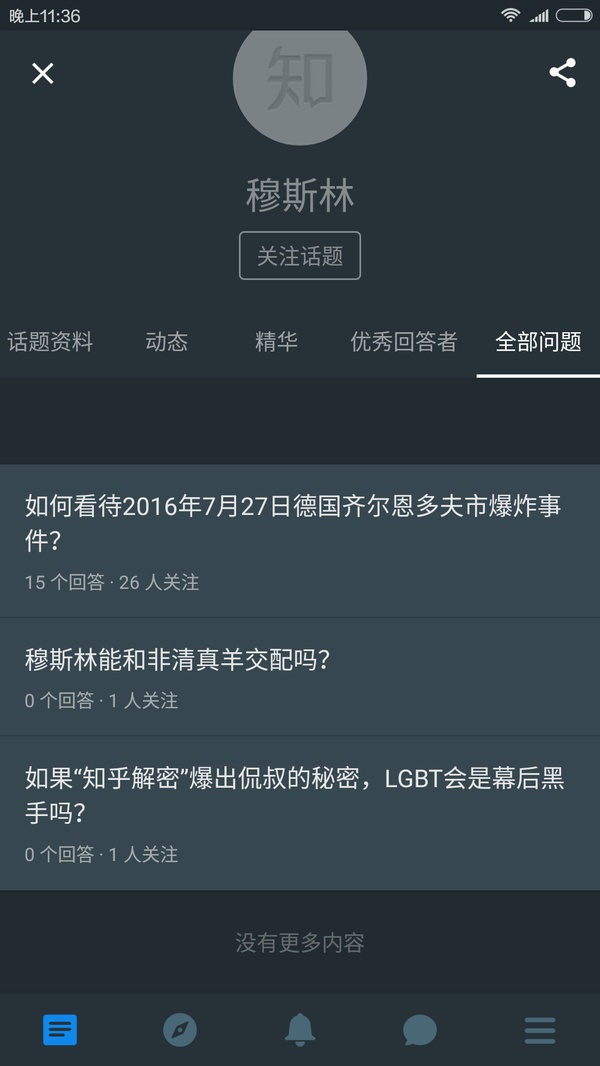 晚上11:36
知
穆斯林
关注话题
话题资料 动态 精华 优秀回答者 全部问题
如何看待2016年7月27日德国齐尔恩多夫市爆炸事
件？
15 个回答 · 26 人关注
穆斯林能和非清真羊交配吗？
0 个回答 · 1 人关注
如果“知乎解密”爆出侃叔的秘密，LGBT会是幕后黑
手吗？
0 个回答 · 1 人关注
没有更多内容